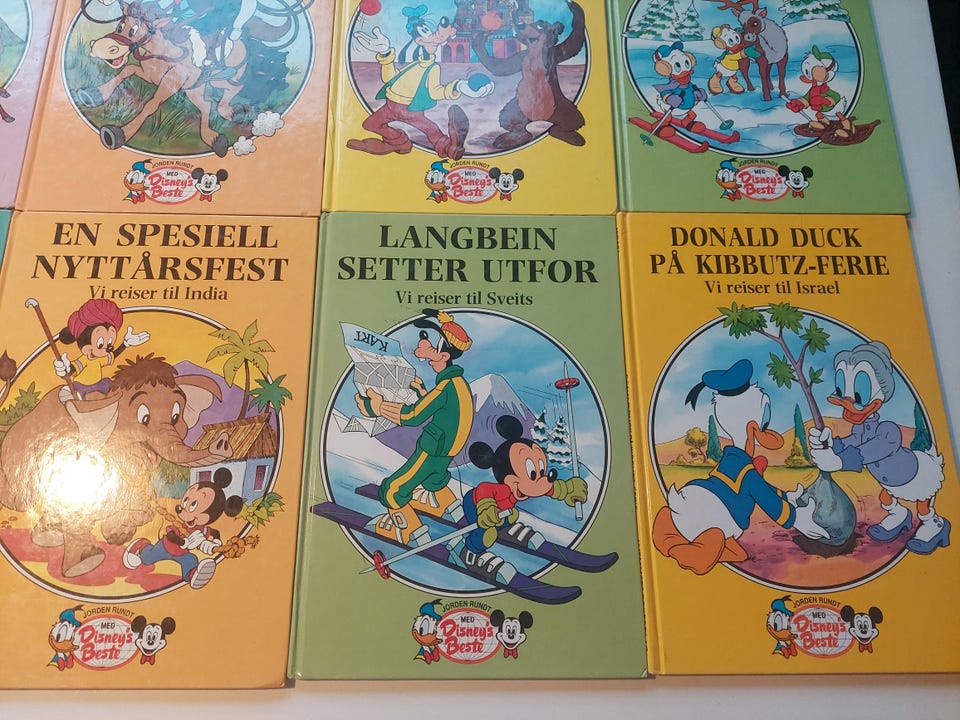 JORDEN RUNDT
MED
Disney's
Beste
JORDEN RUNDT
MED
Disney's
Beste
JORDEN RUNDT
MED
Disney's
Beste
EN SPESIELL
NYTTÅRSFEST
Vi reiser til India
JORDEN RUNDT
MED
Disney's
Beste
LANGBEIN
SETTER UTFOR
Vi reiser til Sveits
KART
JORDEN RUNDT
MED
Disney's
Beste
DONALD DUCK
PÅ KIBBUTZ-FERIE
Vi reiser til Israel
JORDEN RUNDT
MED
Disney's
Beste